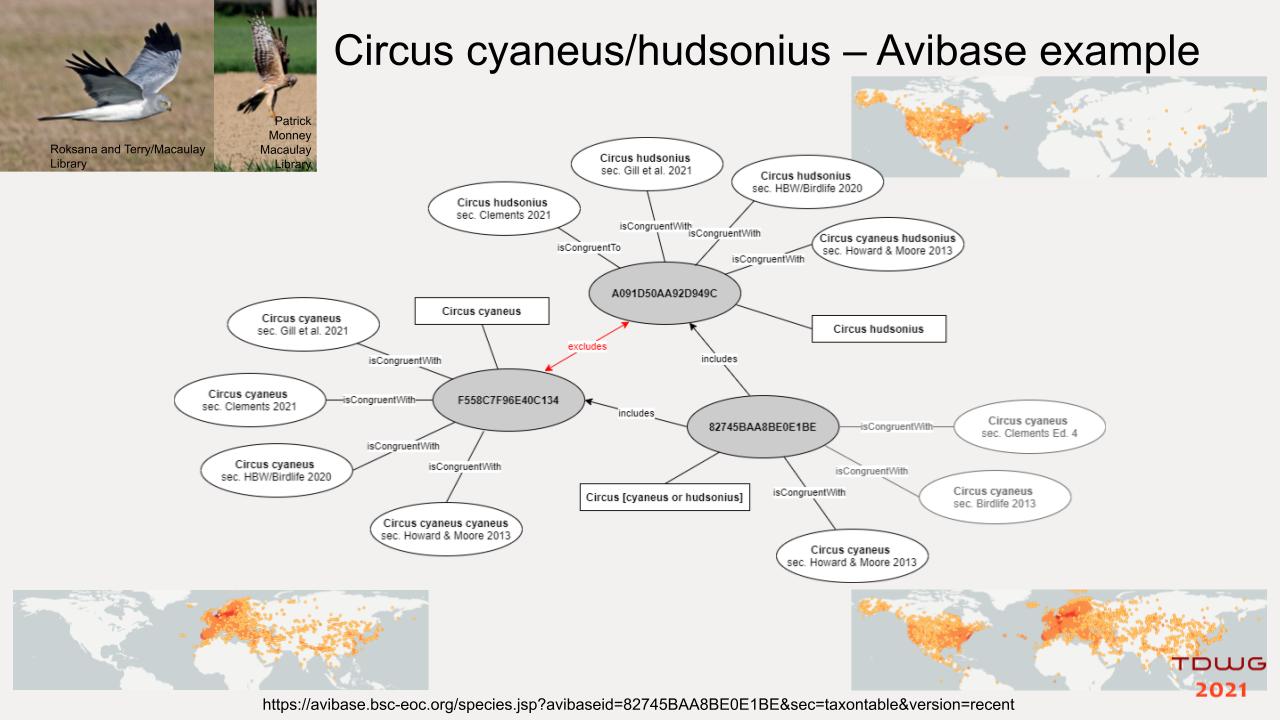 Circus cyaneus/hudsonius – Avibase example
Roksana and Terry/Macaulay
Library
Patrick
Monney
Macaulay
Library
Circus hudsonius
sec. Gill et al. 2021
Circus hudsonius
sec. HBW/Birdlife 2020
Circus hudsonius
sec. Clements 2021
isCongruentWith
isCongruentWith
isCongruentTo
Circus cyaneus hudsonius
sec. Howard & Moore 2013
isCongruentWith
A091D50AA92D949C
Circus cyaneus
Circus hudsonius
Circus cyaneus
sec. Gill et al. 2021
excludes
includes
isCongruentWith
Circus cyaneus
sec. Clements 2021
isCongruentWith
F558C7F96E40C134
includes
82745BAA8BE0E1BE
isCongruentWith
Circus cyaneus
sec. Clements Ed. 4
isCongruentWith
Circus cyaneus
sec. HBW/Birdlife 2020
isCongruentWith
isCongruentWith
Circus [cyaneus or hudsonius]
isCongruentWith
Circus cyaneus
sec. Birdlife 2013
Circus cyaneus cyaneus
sec. Howard & Moore 2013
Circus cyaneus
sec. Howard & Moore 2013
TDWG
2021
https://avibase.bsc-eoc.org/species.jsp?avibaseid=82745BAA8BE0E1BE&sec=taxontable&version=recent